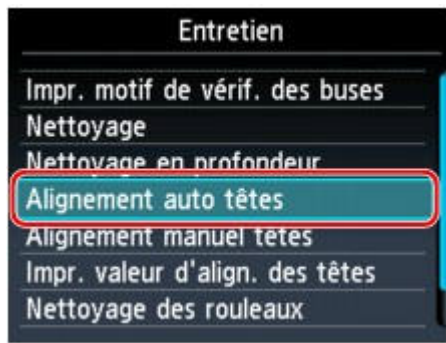 Entretien
Impr. motif de vérif. des buses
Nettoyage
Nettoyage en profondeur
Alignement auto têtes
Alignement manuel têtes
Impr. valeur d'align. des têtes
Nettoyage des rouleaux